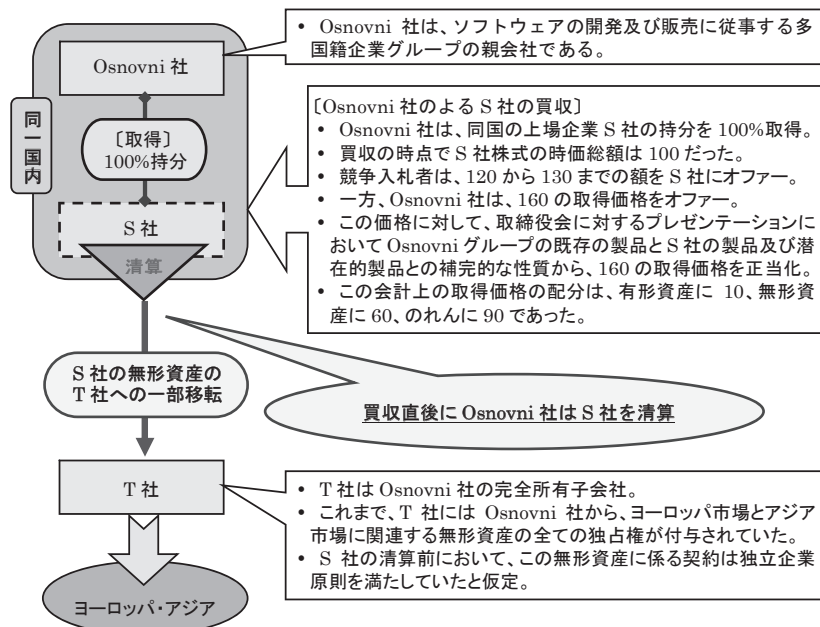 • Osnovni 社は、ソフトウェアの開発及び販売に従事する多
国籍企業グループの親会社である。
Osnovni 社
同一国内
〔取得〕
100%持分
S 社
清算
〔Osnovni 社のよる S 社の買収〕
• Osnovni 社は、同国の上場企業 S 社の持分を 100%取得。
• 買収の時点で S 社株式の時価総額は 100 だった。
• 競争入札者は、120 から 130 までの額を S 社にオファー。
• 一方、Osnovni 社は、160 の取得価格をオファー。
• この価格に対して、取締役会に対するプレゼンテーションに
おいて Osnovni グループの既存の製品と S 社の製品及び潜
在的製品との補完的な性質から、160 の取得価格を正当化。
• この会計上の取得価格の配分は、有形資産に 10、無形資
産に 60、のれんに 90 であった。
S 社の無形資産の
T 社への一部移転
買収直後に Osnovni 社は S 社を清算
T 社
• T 社は Osnovni 社の完全所有子会社。
• これまで、T 社には Osnovni 社から、ヨーロッパ市場とアジア
市場に関連する無形資産の全ての独占権が付与されていた。
• S 社の清算前において、この無形資産に係る契約は独立企業
原則を満たしていたと仮定。
ヨーロッパ・アジア